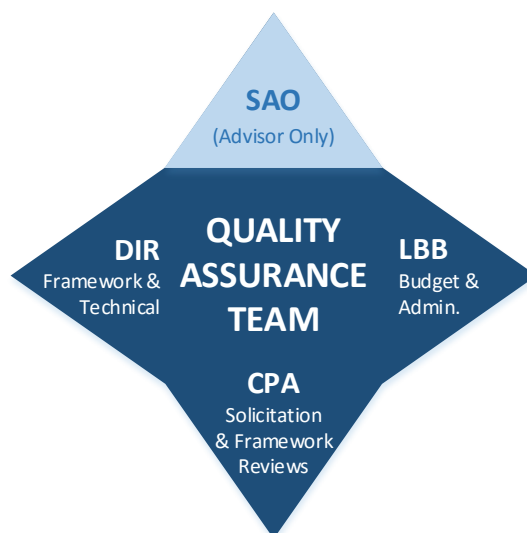 SAO
(Advisor Only)
QUALITY
ASSURANCE
TEAM
DIR
Framework &
Technical
LBB
Budget &
Admin.
CPA
Solicitation
& Framework
Reviews